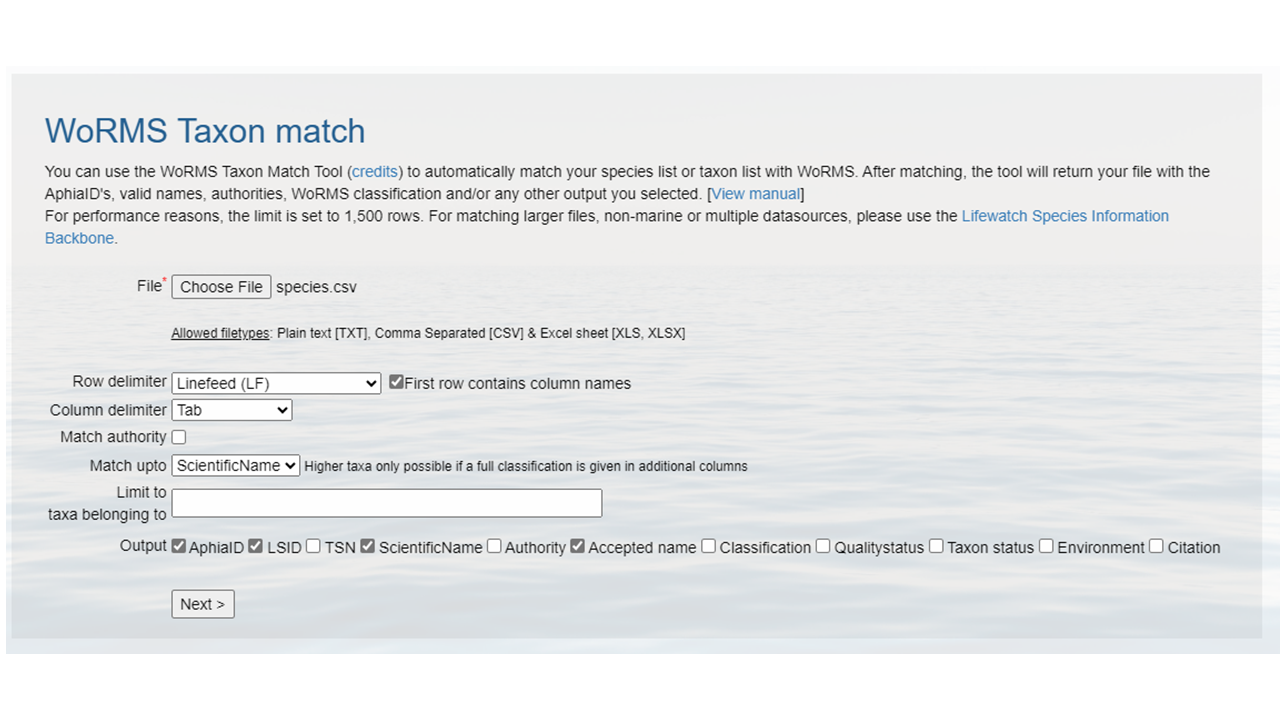 WoRMS Taxon match
You can use the WoRMS Taxon Match Tool (credits) to automatically match your species list or taxon list with WoRMS. After matching, the tool will return your file with the
AphiaID's, valid names, authorities, WoRMS classification and/or any other output you selected. [View manual]
For performance reasons, the limit is set to 1,500 rows. For matching larger files, non-marine or multiple datasources, please use the Lifewatch Species Information
Backbone.
File* Choose File species.csv
Allowed filetypes: Plain text [TXT], Comma Separated [CSV] & Excel sheet [XLS, XLSX]
Row delimiter Linefeed (LF) First row contains column names
Column delimiter Tab
Match authority
Match upto ScientificName Higher taxa only possible if a full classification is given in additional columns
Limit to
taxa belonging to
Output AphiaID LSID TSN ScientificName Authority Accepted name Classification Qualitystatus Taxon status Environment Citation
Next >